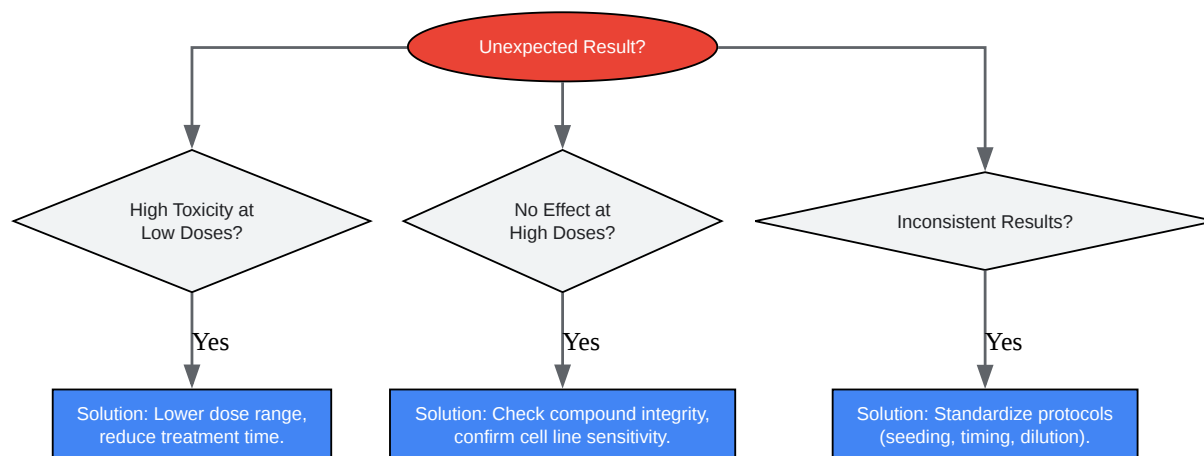 Unexpected Result?
High Toxicity at
Low Doses?
No Effect at
High Doses?
Inconsistent Results?
Yes
Yes
Yes
Solution: Lower dose range,
reduce treatment time.
Solution: Check compound integrity,
confirm cell line sensitivity.
Solution: Standardize protocols
(seeding, timing, dilution).